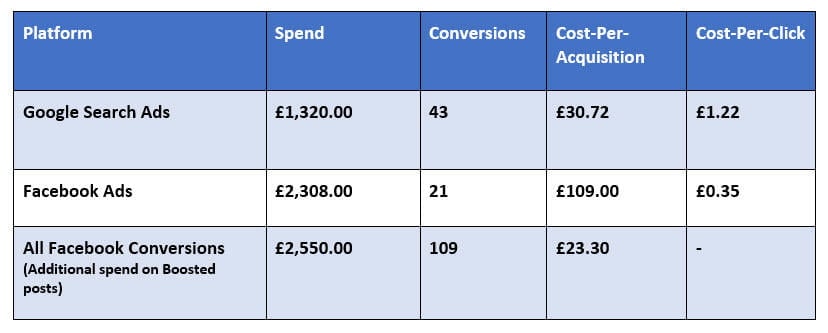 Platform Spend Conversions Cost-Per-Acquisition Cost-Per-Click
Google Search Ads £1,320.00 43 £30.72 £1.22
Facebook Ads £2,308.00 21 £109.00 £0.35
All Facebook Conversions £2,550.00 109 £23.30 -
(Additional spend on Boosted
posts)